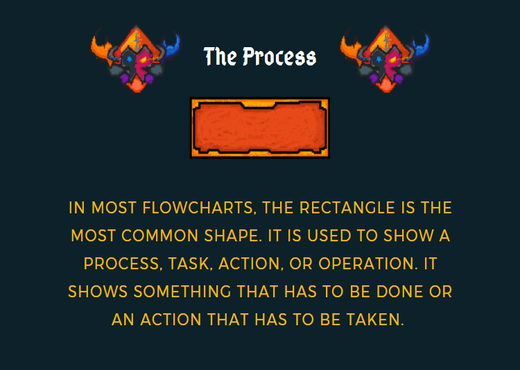 The Process
IN MOST FLOWCHARTS, THE RECTANGLE IS THE
MOST COMMON SHAPE. IT IS USED TO SHOW A
PROCESS, TASK, ACTION, OR OPERATION. IT
SHOWS SOMETHING THAT HAS TO BE DONE OR
AN ACTION THAT HAS TO BE TAKEN.